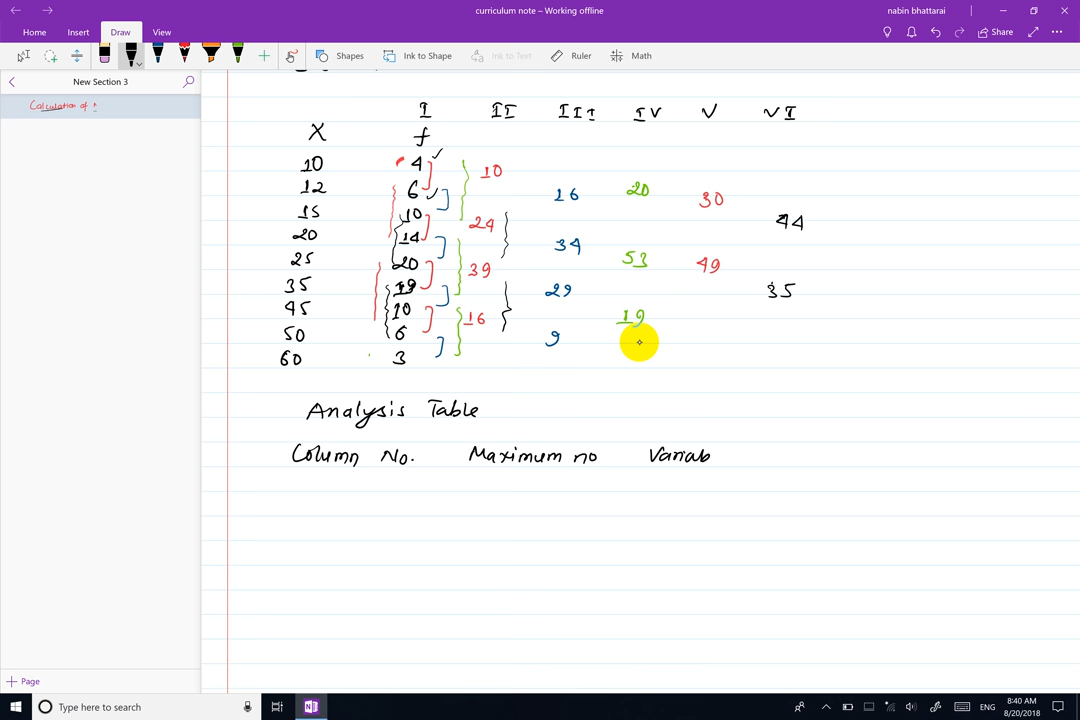 curriculum note – Working offline
nabin bhattarai
Home Insert Draw View
Share
Shapes Ink to Shape Ink to Text Ruler Math
New Section 3
Calculation of
I II III IV V VI
X f
10 4
12 6
15 10
20 14
25 20
35 19
45 10
50 6
60 3
10 24 39 16
16 34 29 9
20 53 19
30 49
44 35
Analysis Table
Column No. Maximum no Variab
Page
Type here to search
ENG
8:40 AM
8/20/2018